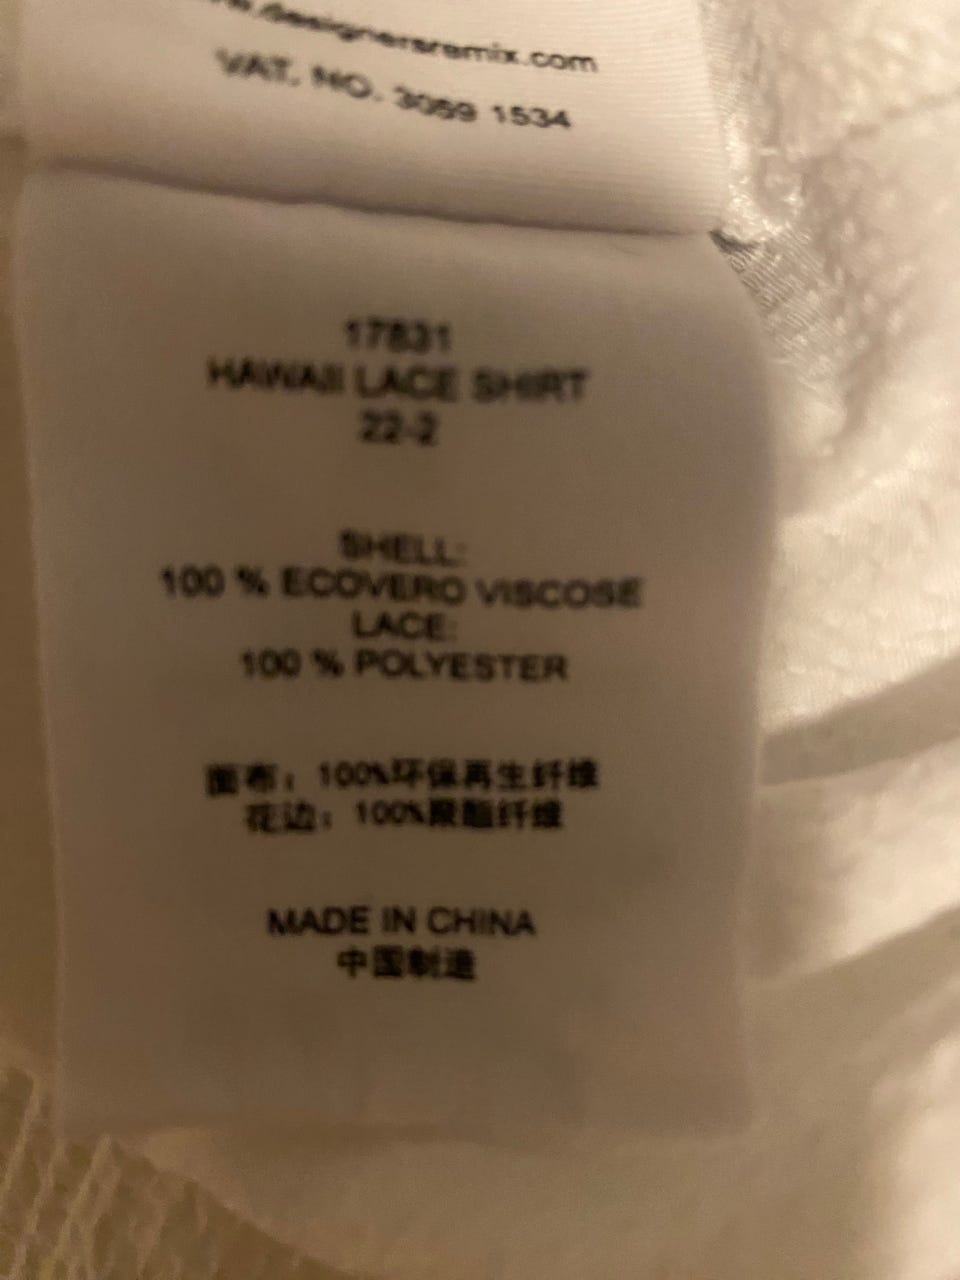 designersremix.com
VAT. NO. 3089 1534
17831
HAWAII LACE SHIRT
22-2
SHELL:
100 % ECOVERO VISCOSE
LACE:
100 % POLYESTER
面布：100%环保再生纤维
花边：100%聚酯纤维
MADE IN CHINA
中国制造